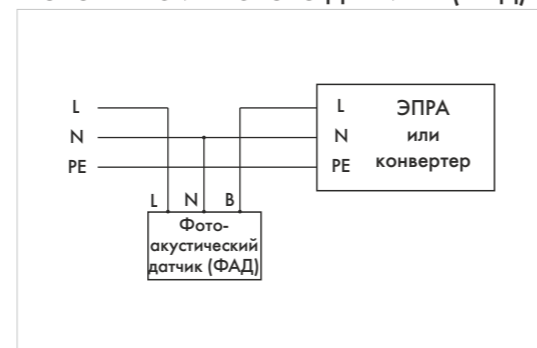 L
N
PE
L
N
PE
ЭПРА
или
конвертер
L N B
Фото-
акустический
датчик (ФАД)